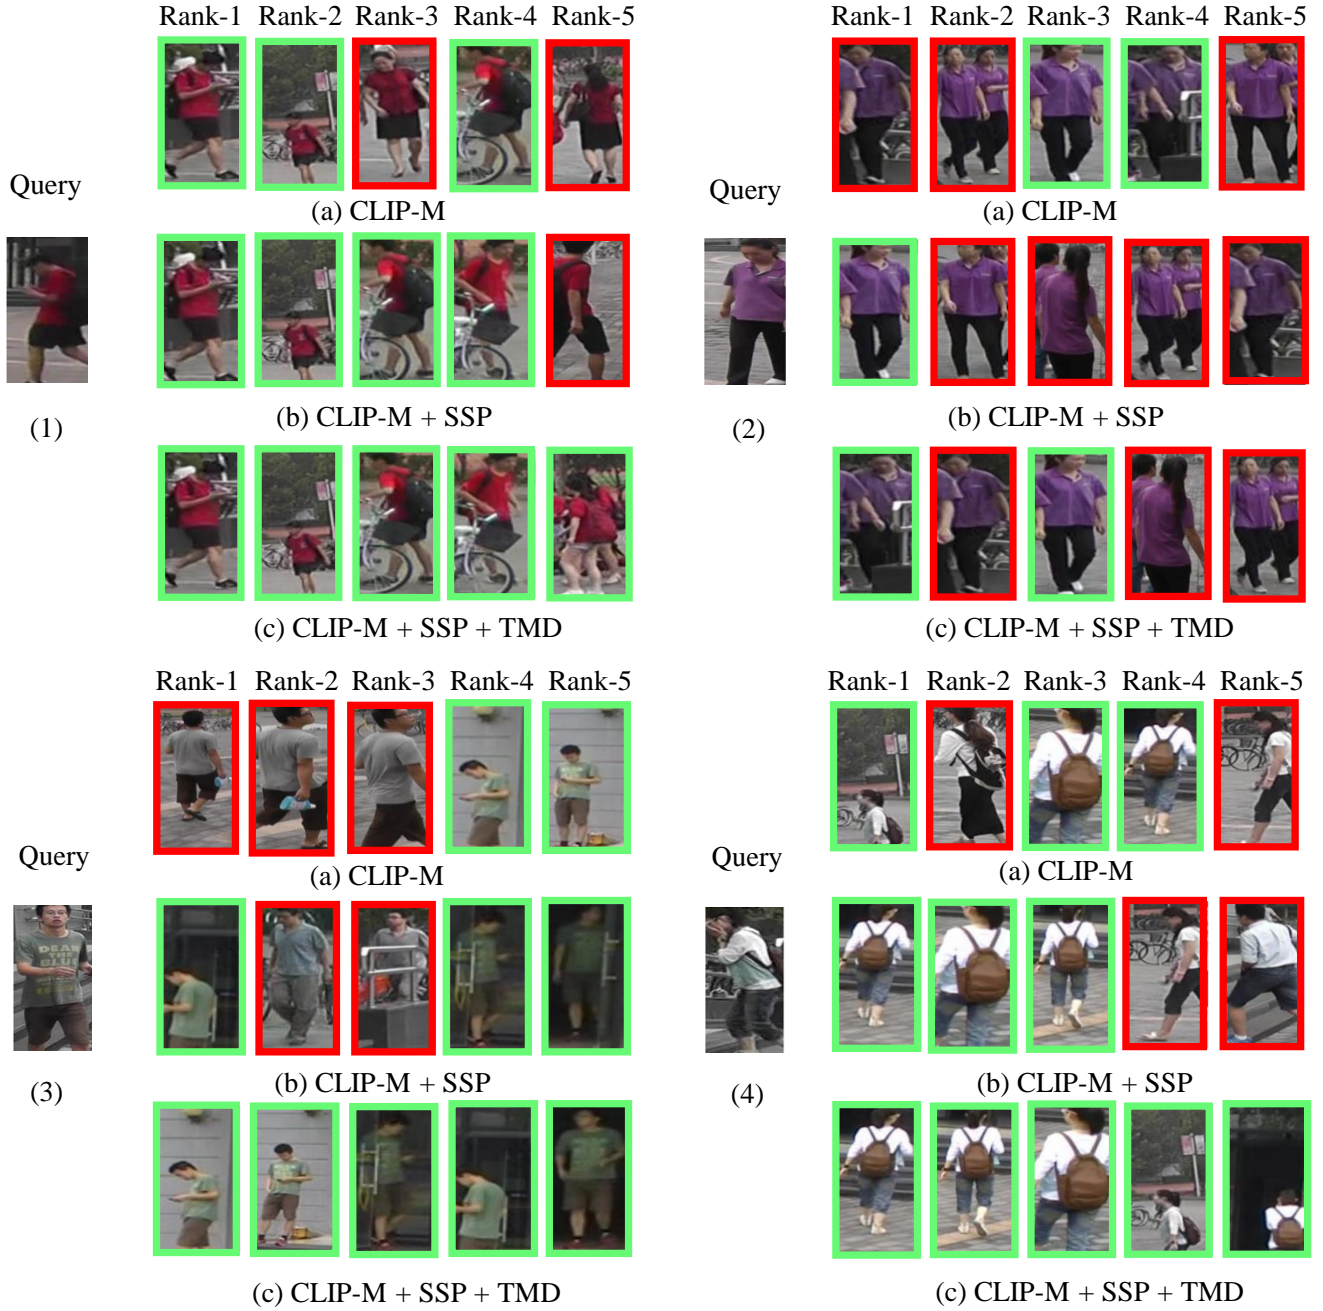 Rank-1 Rank-2 Rank-3 Rank-4 Rank-5
Query
(a) CLIP-M
(b) CLIP-M + SSP
(1)
(c) CLIP-M + SSP + TMD
Rank-1 Rank-2 Rank-3 Rank-4 Rank-5
Query
(a) CLIP-M
(b) CLIP-M + SSP
(2)
(c) CLIP-M + SSP + TMD
Rank-1 Rank-2 Rank-3 Rank-4 Rank-5
Query
(a) CLIP-M
DEAR
THE
BLUE
(b) CLIP-M + SSP
(3)
(c) CLIP-M + SSP + TMD
Rank-1 Rank-2 Rank-3 Rank-4 Rank-5
Query
(a) CLIP-M
(b) CLIP-M + SSP
(4)
(c) CLIP-M + SSP + TMD